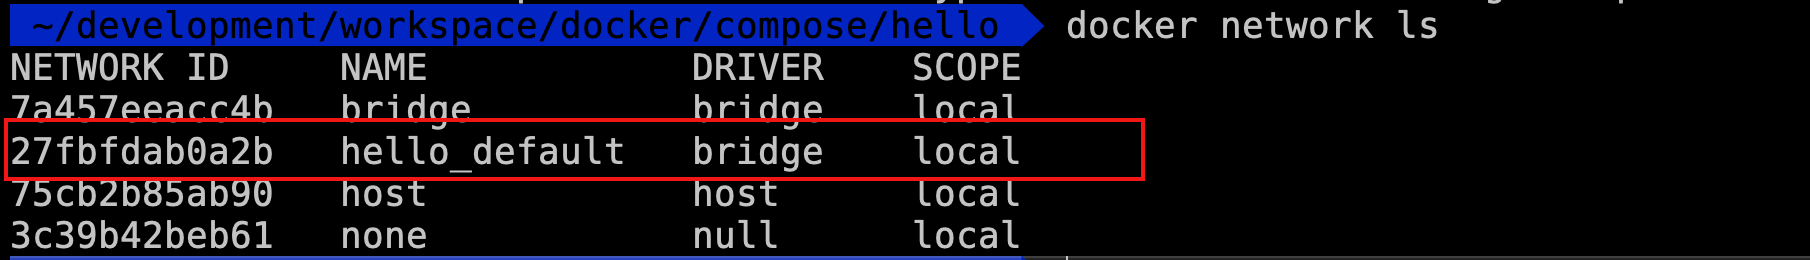 ~/development/workspace/docker/compose/hello docker network ls
NETWORK ID NAME DRIVER SCOPE
7a457eeacc4b bridge bridge local
27fbfdab0a2b hello_default bridge local
75cb2b85ab90 host host local
3c39b42beb61 none null local